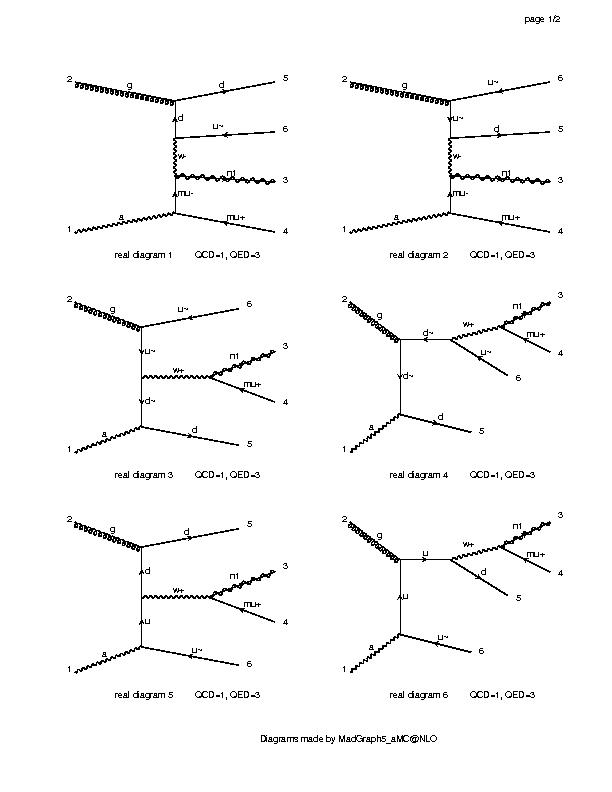 page 1/2
2 g d 5
u~ 6
d
w-
n1 3
mu-
1 a mu+ 4
real diagram 1 QCD=1, QED=3
2 g u~ 6
u~
d 5
w-
n1 3
mu-
1 a mu+ 4
real diagram 2 QCD=1, QED=3
2 g u~ 6
u~
w+ n1 3
mu+ 4
d~
1 a d 5
real diagram 3 QCD=1, QED=3
2 g d~ w+ n1 3
mu+ 4
u~ 6
d~
1 a d 5
real diagram 4 QCD=1, QED=3
2 g d 5
d
w+ n1 3
mu+ 4
u
1 a u~ 6
real diagram 5 QCD=1, QED=3
2 g u w+ n1 3
mu+ 4
d 5
u
1 a u~ 6
real diagram 6 QCD=1, QED=3
Diagrams made by MadGraph5_aMC@NLO